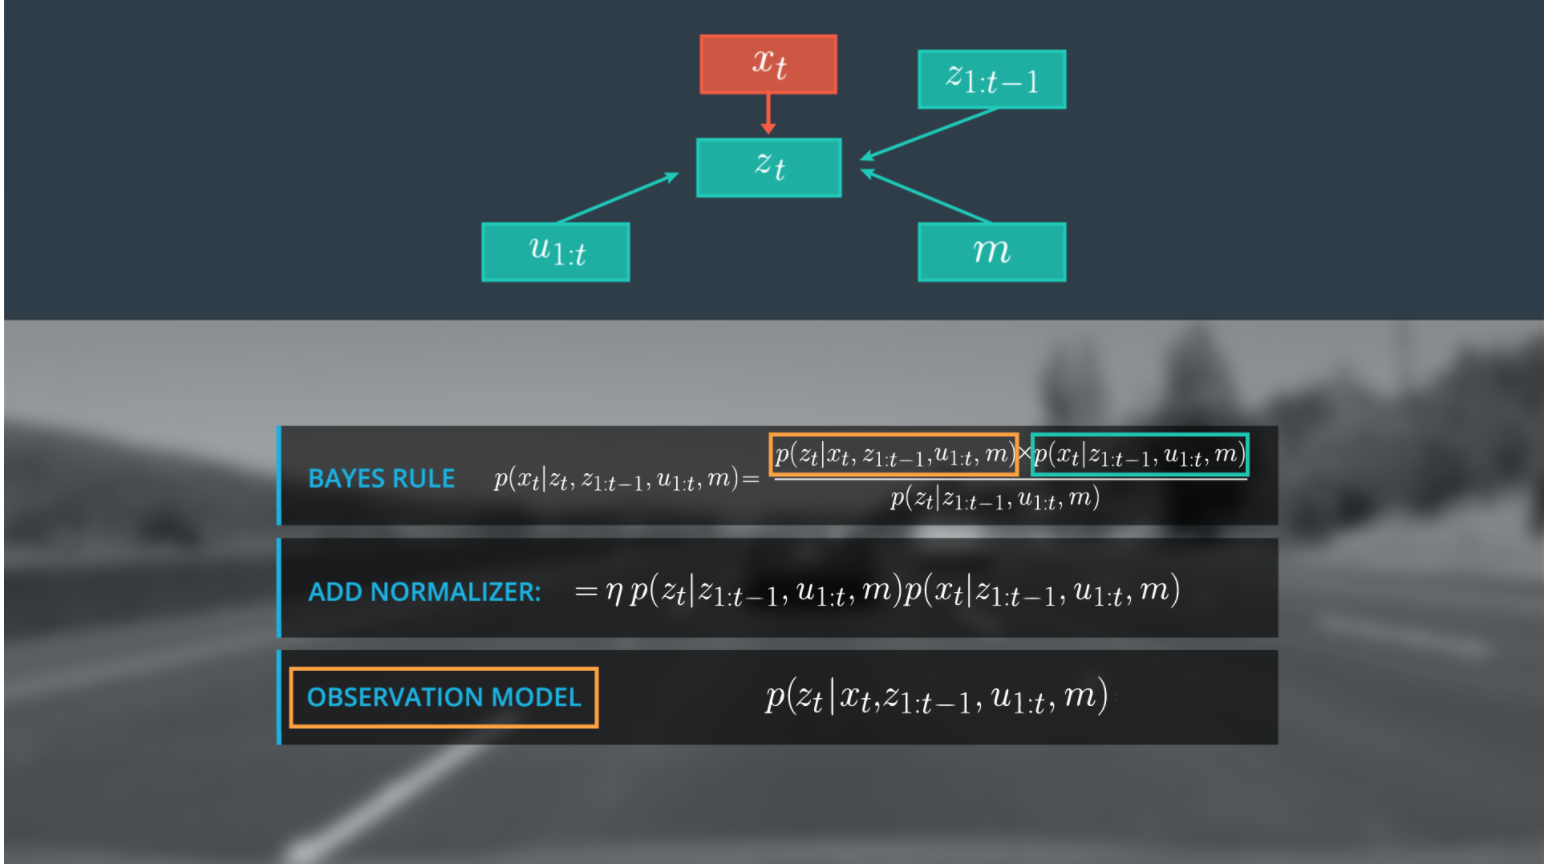 x_t
z_{1:t-1}
z_t
u_{1:t}
m
BAYES RULE p(x_t|z_t, z_{1:t-1}, u_{1:t}, m)= p(z_t|x_t, z_{1:t-1},u_{1:t}, m)×p(x_t|z_{1:t-1}, u_{1:t}, m)
p(z_t|z_{1:t-1}, u_{1:t}, m)
ADD NORMALIZER: = η p(z_t|z_{1:t-1}, u_{1:t}, m)p(x_t|z_{1:t-1}, u_{1:t}, m)
OBSERVATION MODEL p(z_t|x_t,z_{1:t-1}, u_{1:t}, m)